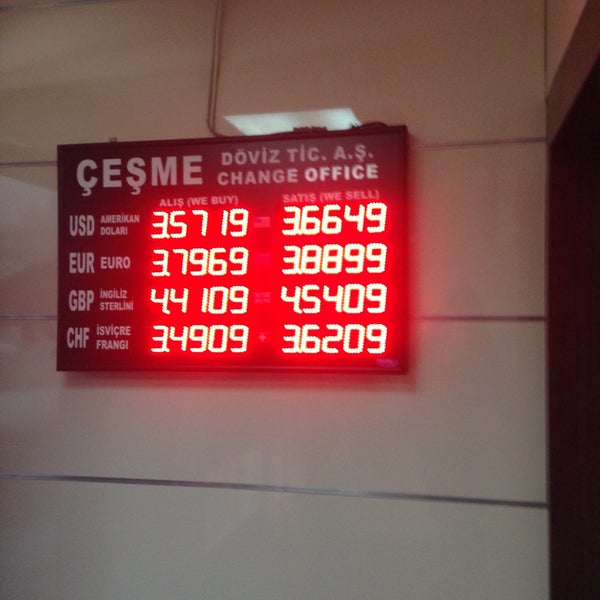 ÇEŞME DÖVİZ TİC. A.Ş.
CHANGE OFFICE
ALIŞ (WE BUY) SATIŞ (WE SELL)
USD AMERİKAN DOLARI 3.5719 3.6649
EUR EURO 3.7969 3.8899
GBP İNGİLİZ STERLİNİ 4.4109 4.5409
CHF İSVİÇRE FRANGI 3.4909 3.6209